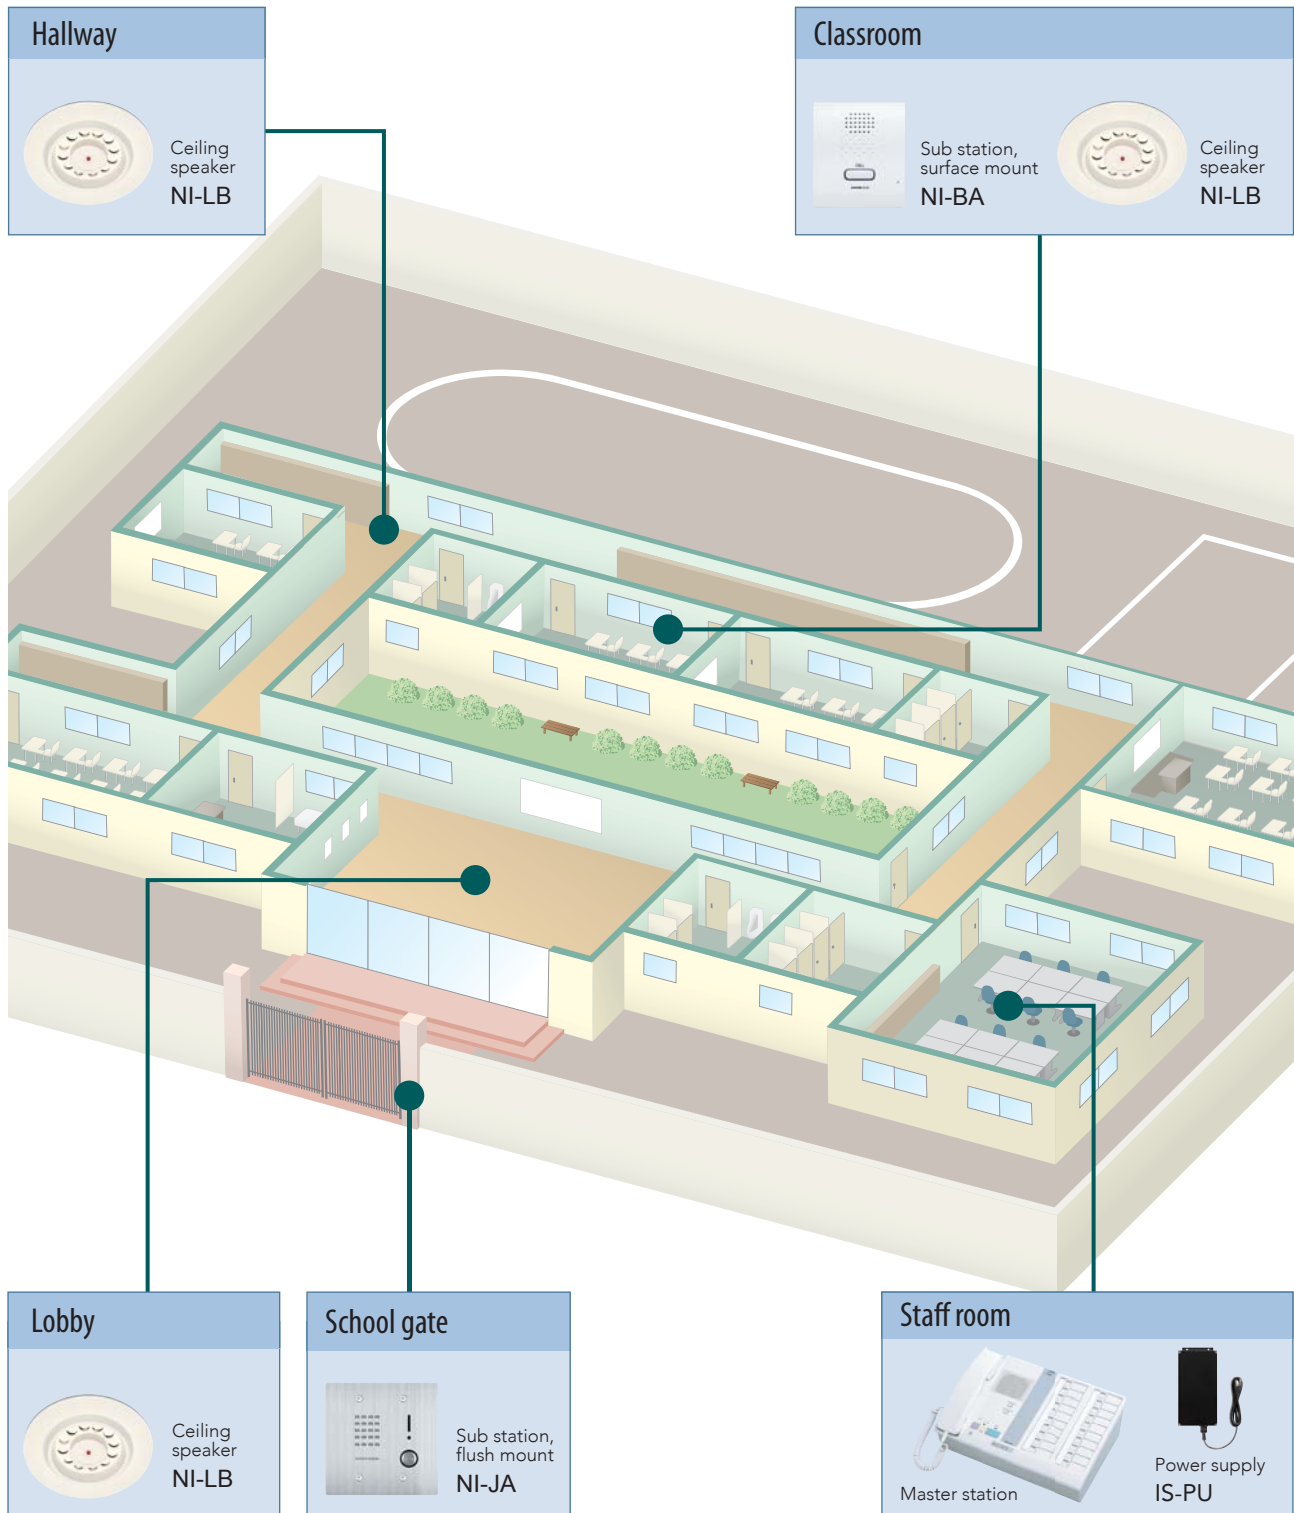 Hallway
Ceiling
speaker
NI-LB
Classroom
Sub station,
surface mount
NI-BA
Ceiling
speaker
NI-LB
Lobby
Ceiling
speaker
NI-LB
School gate
Sub station,
flush mount
NI-JA
Staff room
Master station
Power supply
IS-PU